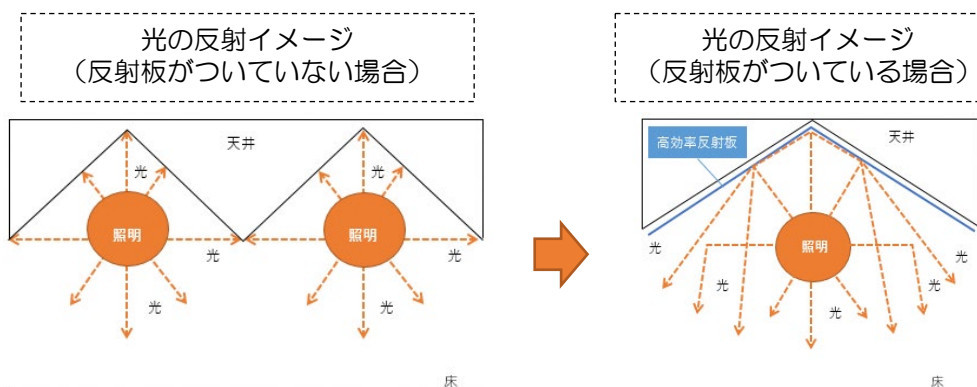 光の反射イメージ
（反射板がついていない場合）
天井
光
光
照明
照明
光
光
光
光
床
光の反射イメージ
（反射板がついている場合）
天井
高効率反射板
光
照明
光
光
光
光
床